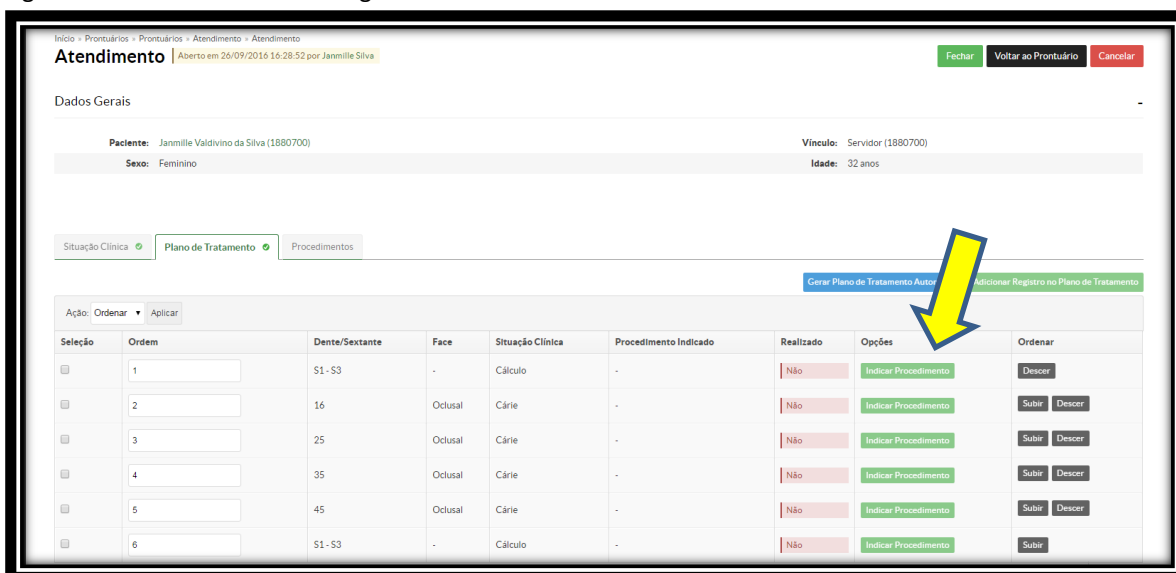 Início » Prontuários » Prontuários » Atendimento » Atendimento
Atendimento Aberto em 26/09/2016 16:28:52 por Janmille Silva
Fechar Voltar ao Prontuário Cancelar
Dados Gerais -
Paciente: Janmille Valdivino da Silva (1880700) Vínculo: Servidor (1880700)
Sexo: Feminino Idade: 32 anos
Situação Clínica Plano de Tratamento Procedimentos
Gerar Plano de Tratamento Adicionar Registro no Plano de Tratamento
Ação: Ordenar Aplicar
Seleção Ordem Dente/Sextante Face Situação Clínica Procedimento Indicado Realizado Opções Ordenar
1 S1 - S3 - Cálculo - Não Indicar Procedimento Descer
2 16 Oclusal Cárie - Não Indicar Procedimento Subir Descer
3 25 Oclusal Cárie - Não Indicar Procedimento Subir Descer
4 35 Oclusal Cárie - Não Indicar Procedimento Subir Descer
5 45 Oclusal Cárie - Não Indicar Procedimento Subir Descer
6 S1 - S3 - Cálculo - Não Indicar Procedimento Subir